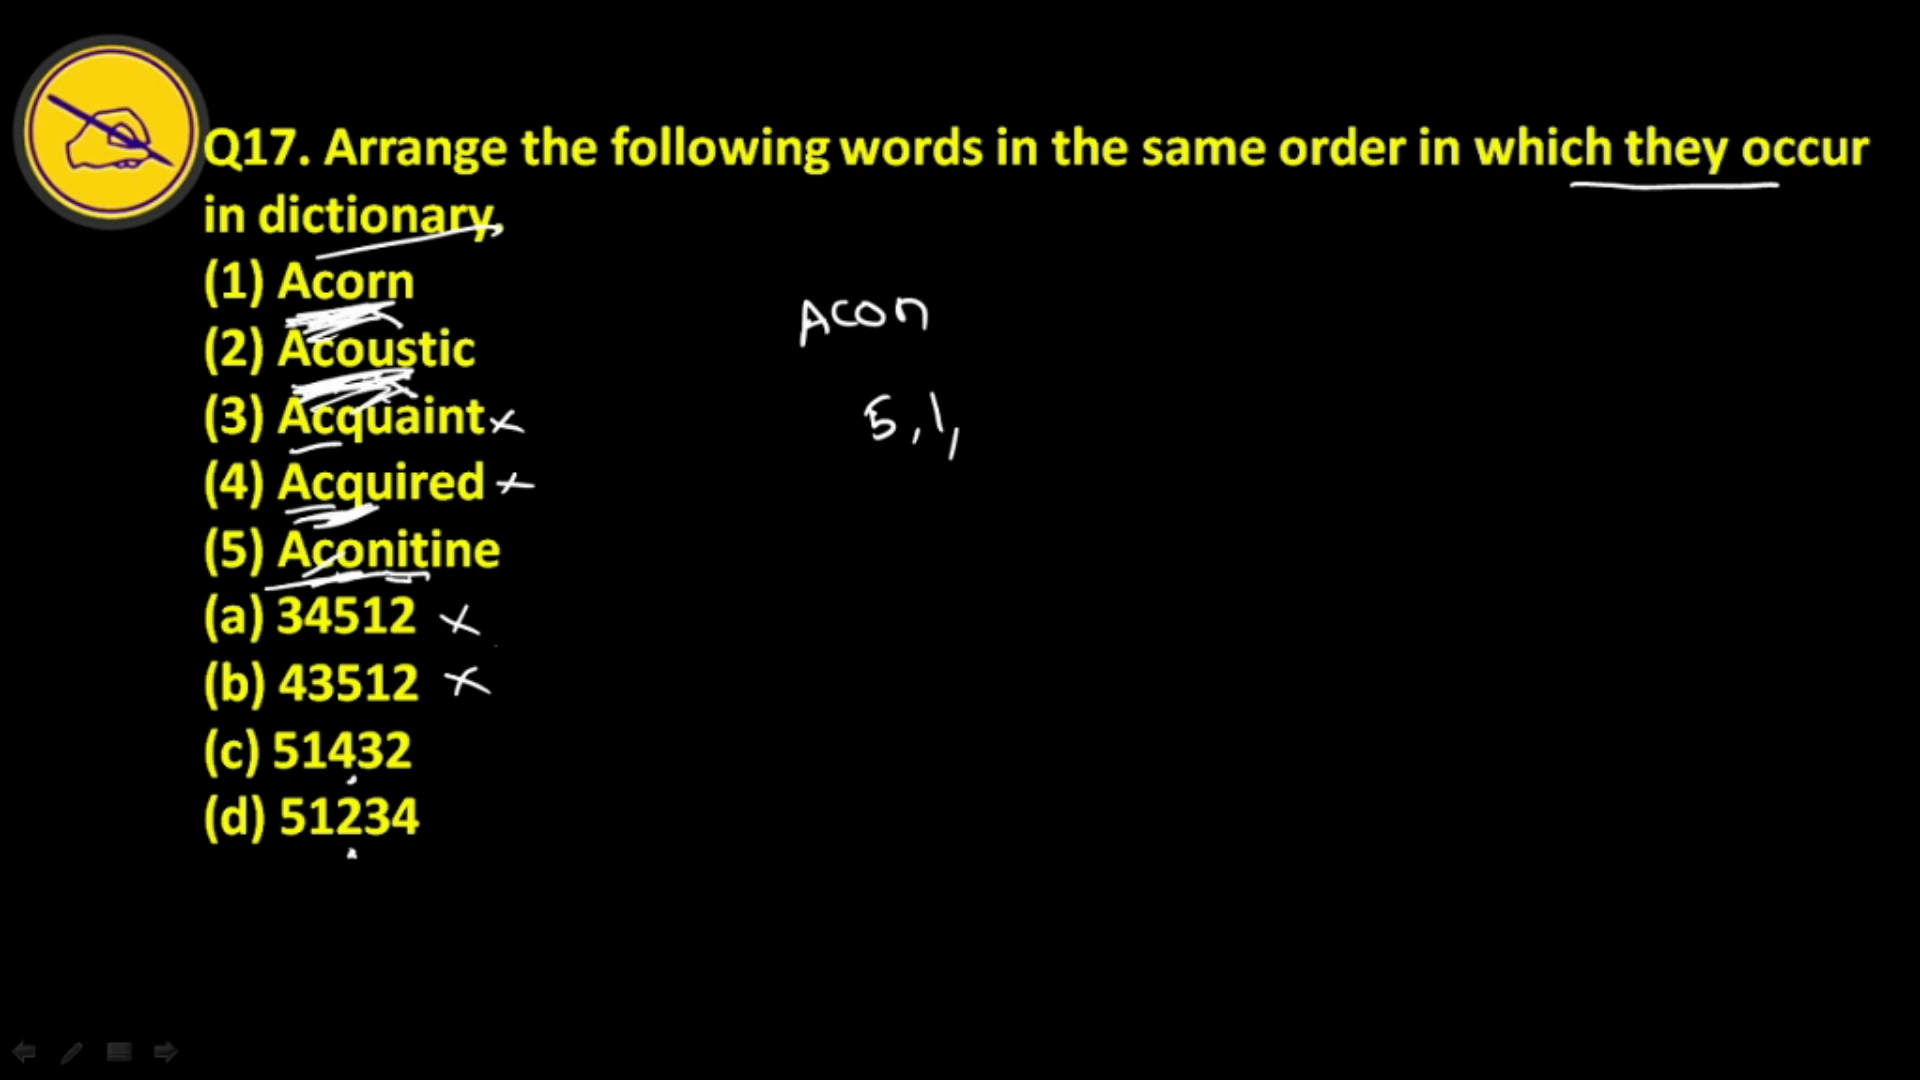 Q17. Arrange the following words in the same order in which they occur
in dictionary.
(1) Acorn
(2) Acoustic
(3) Acquaint x
(4) Acquired x
(5) Aconitine
(a) 34512 x
(b) 43512 x
(c) 51432
(d) 51234
Acon
5,1,